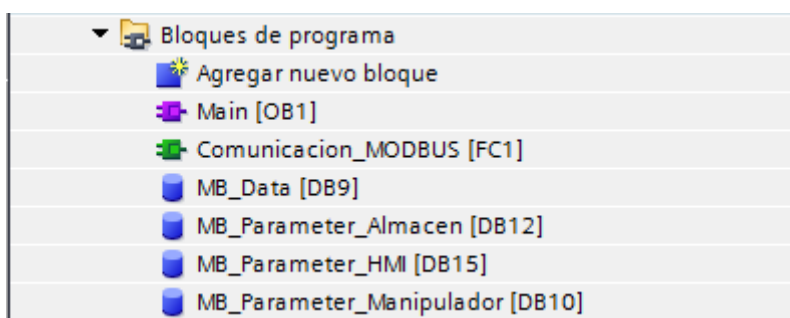 Bloques de programa
Agregar nuevo bloque
Main [OB1]
Comunicacion_MODBUS [FC1]
MB_Data [DB9]
MB_Parameter_Almacen [DB12]
MB_Parameter_HMI [DB15]
MB_Parameter_Manipulador [DB10]